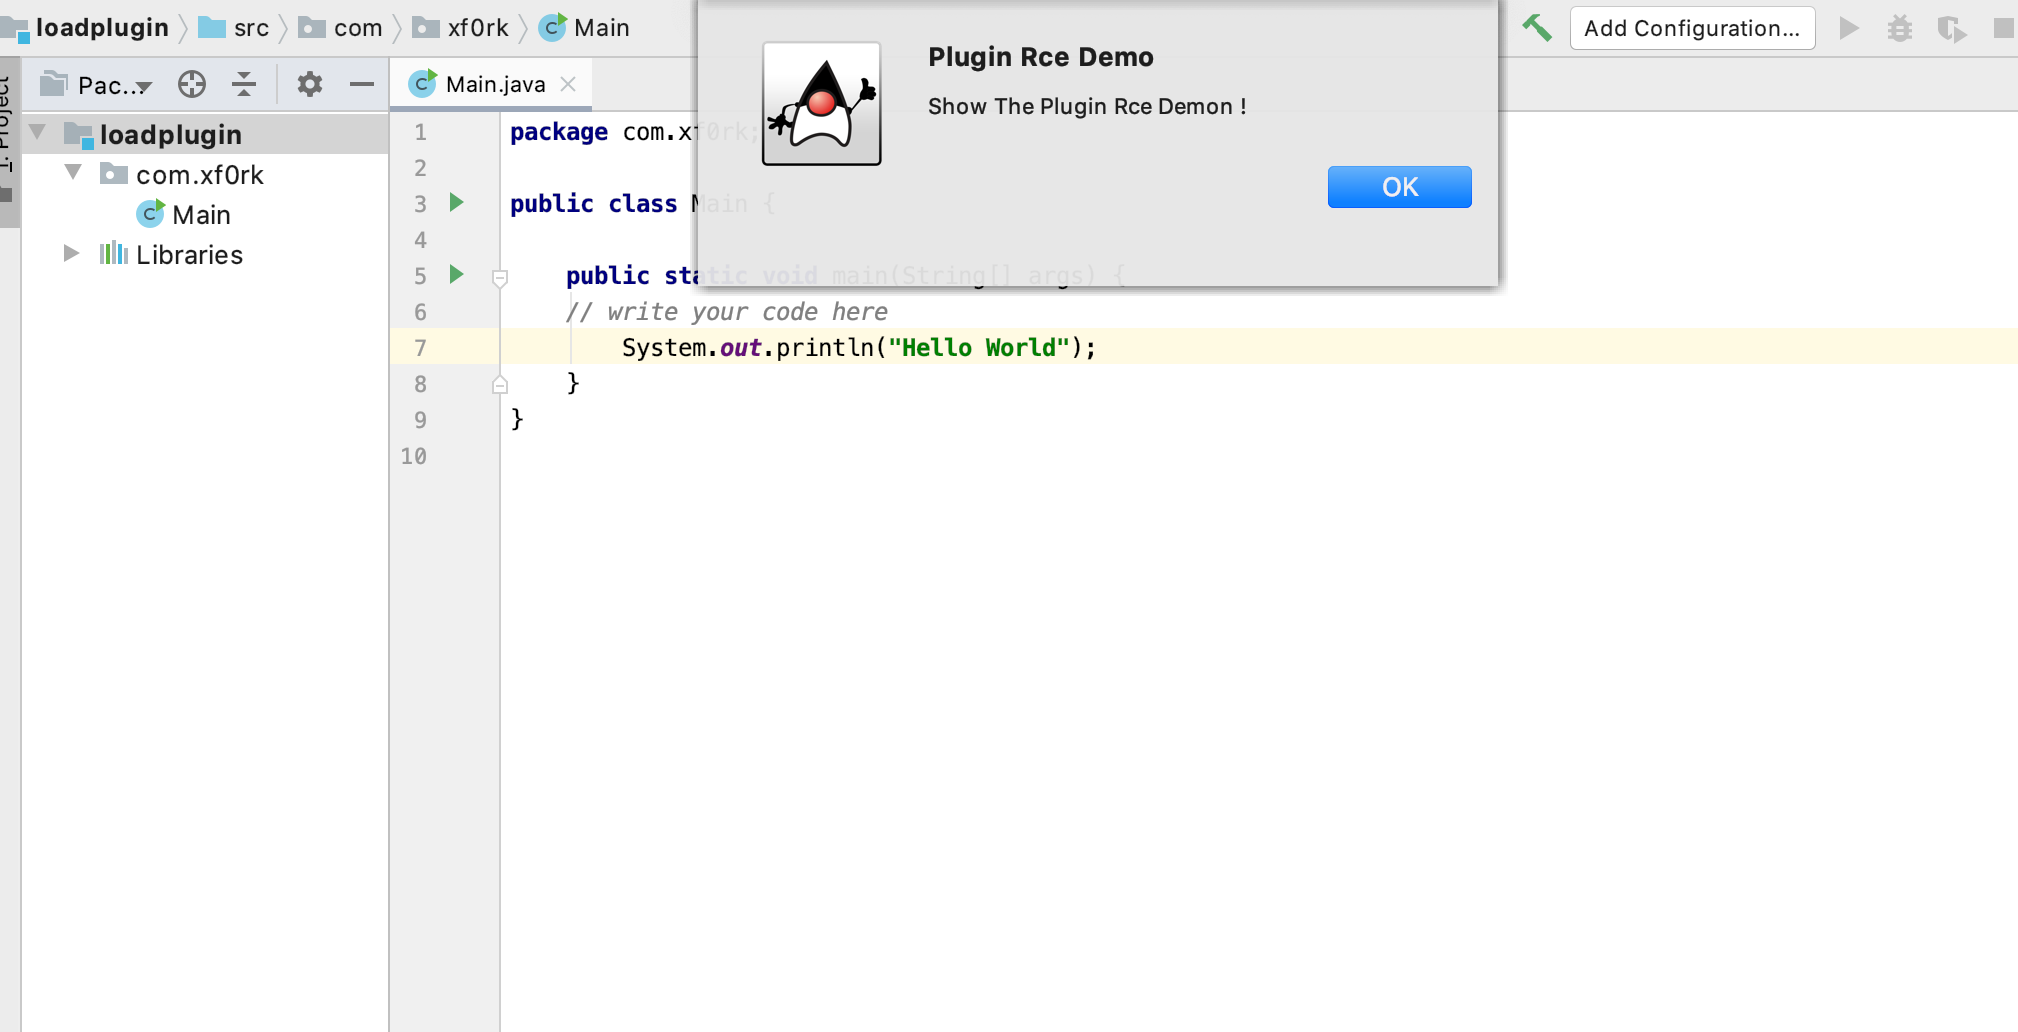 loadplugin src com xf0rk Main
Add Configuration...
1: Project
Pac...
Main.java
loadplugin
com.xf0rk
Main
Libraries
Plugin Rce Demo
Show The Plugin Rce Demon !
OK
1 package com.xf0rk;
2
3 public class Main {
4
5 public static void main(String[] args) {
6 // write your code here
7 System.out.println("Hello World");
8 }
9 }
10